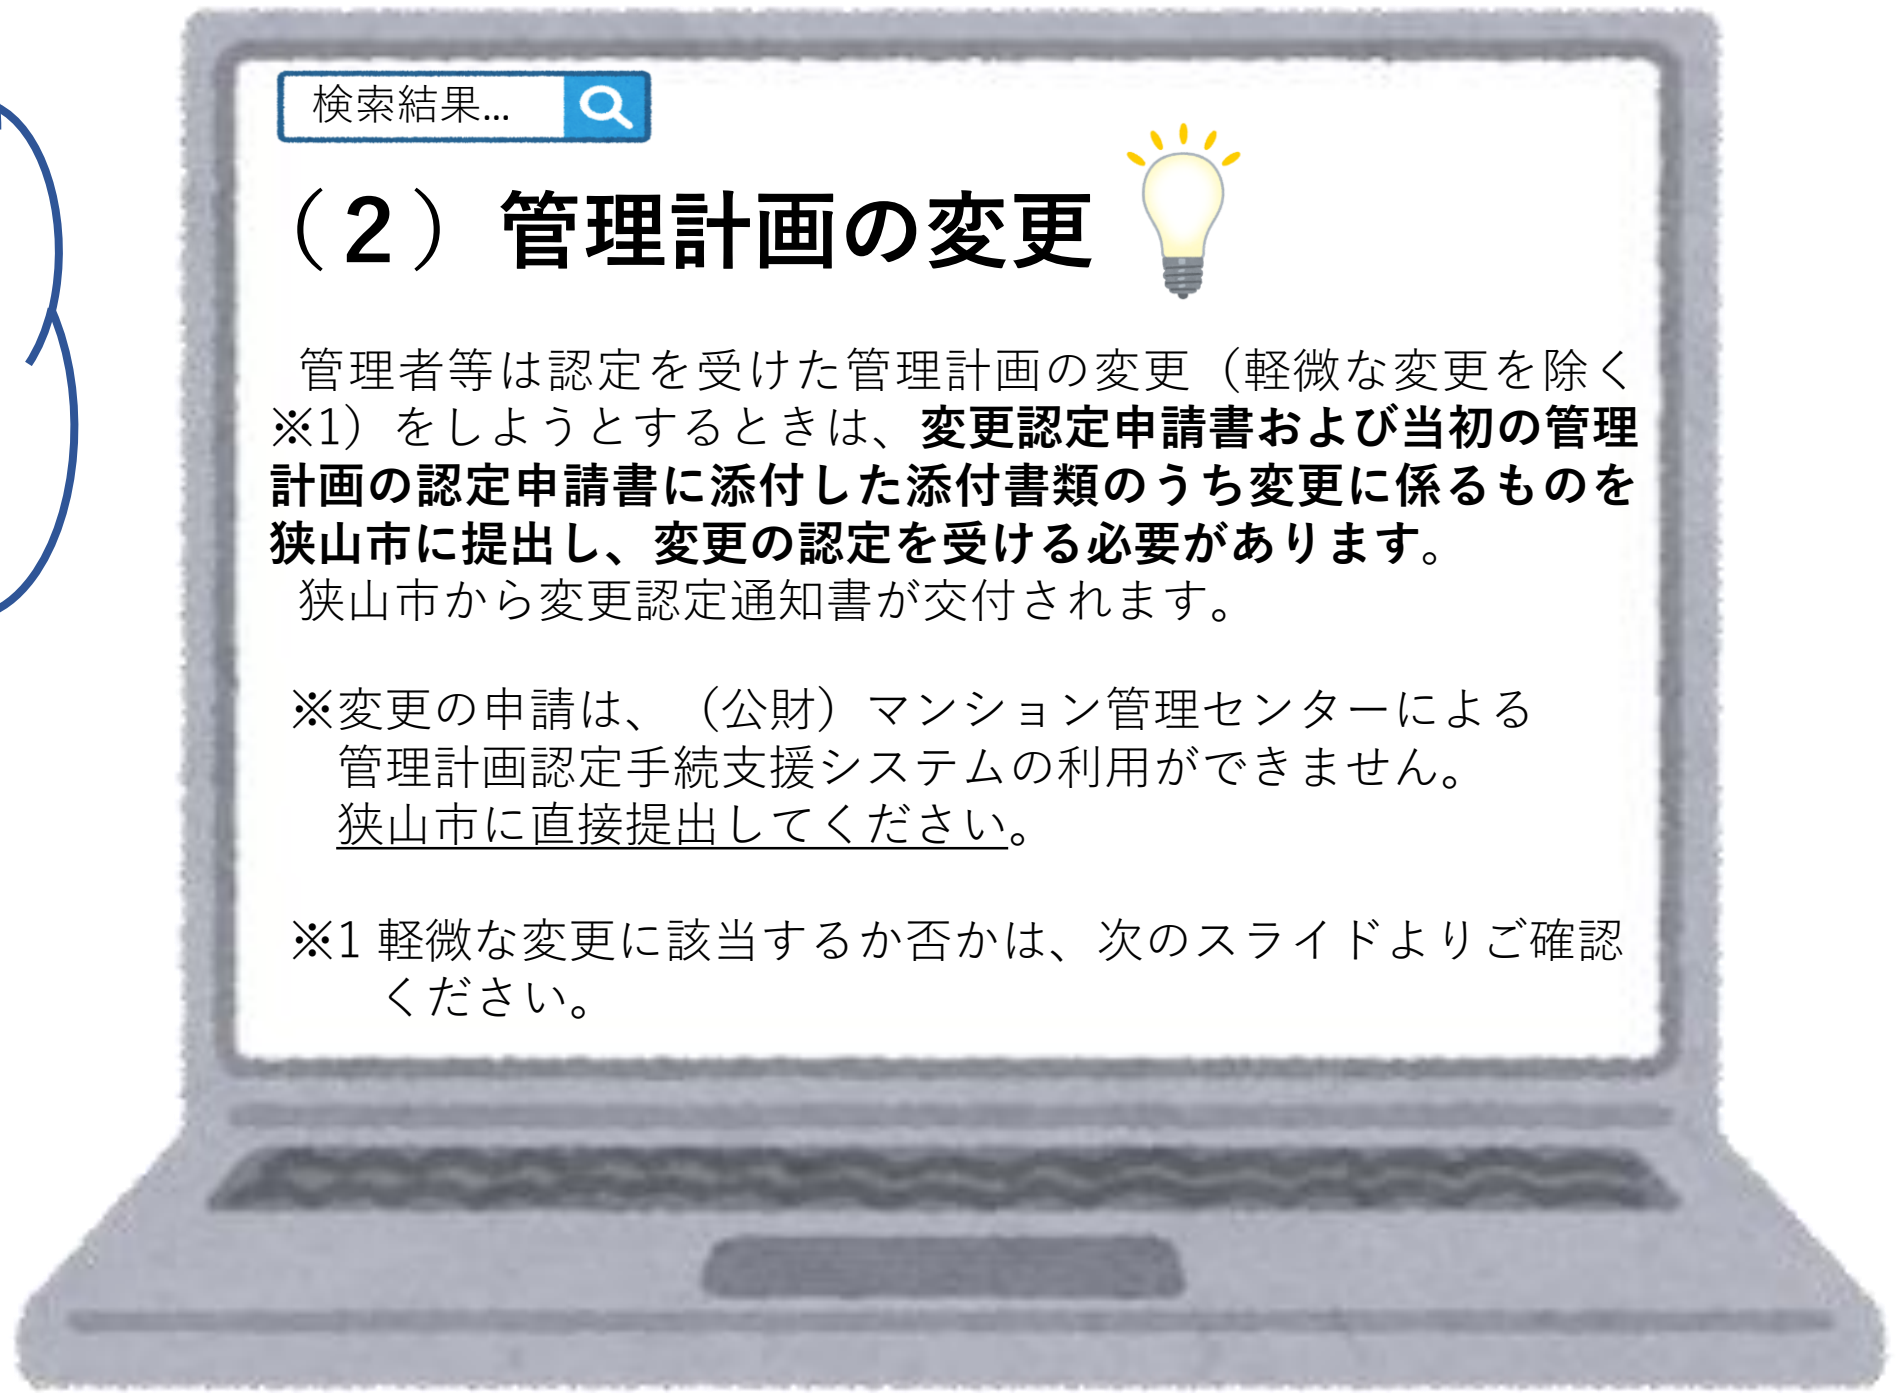 検索結果...
（２）管理計画の変更
管理者等は認定を受けた管理計画の変更（軽微な変更を除く
※1）をしようとするときは、変更認定申請書および当初の管理
計画の認定申請書に添付した添付書類のうち変更に係るものを
狭山市に提出し、変更の認定を受ける必要があります。
狭山市から変更認定通知書が交付されます。
※変更の申請は、（公財）マンション管理センターによる
管理計画認定手続支援システムの利用ができません。
狭山市に直接提出してください。
※1 軽微な変更に該当するか否かは、次のスライドよりご確認
ください。